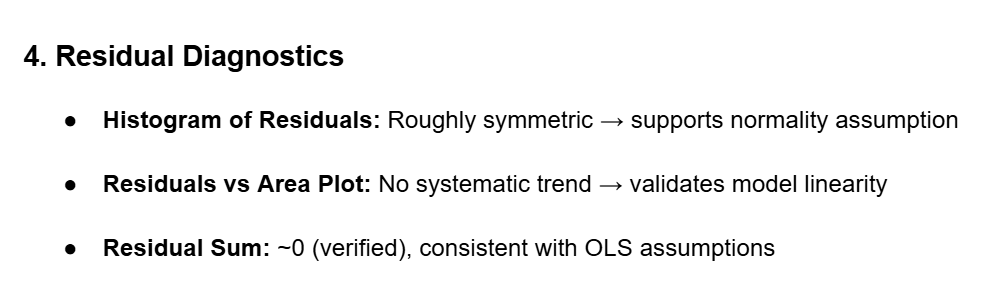 4. Residual Diagnostics
● Histogram of Residuals: Roughly symmetric → supports normality assumption
● Residuals vs Area Plot: No systematic trend → validates model linearity
● Residual Sum: ~0 (verified), consistent with OLS assumptions